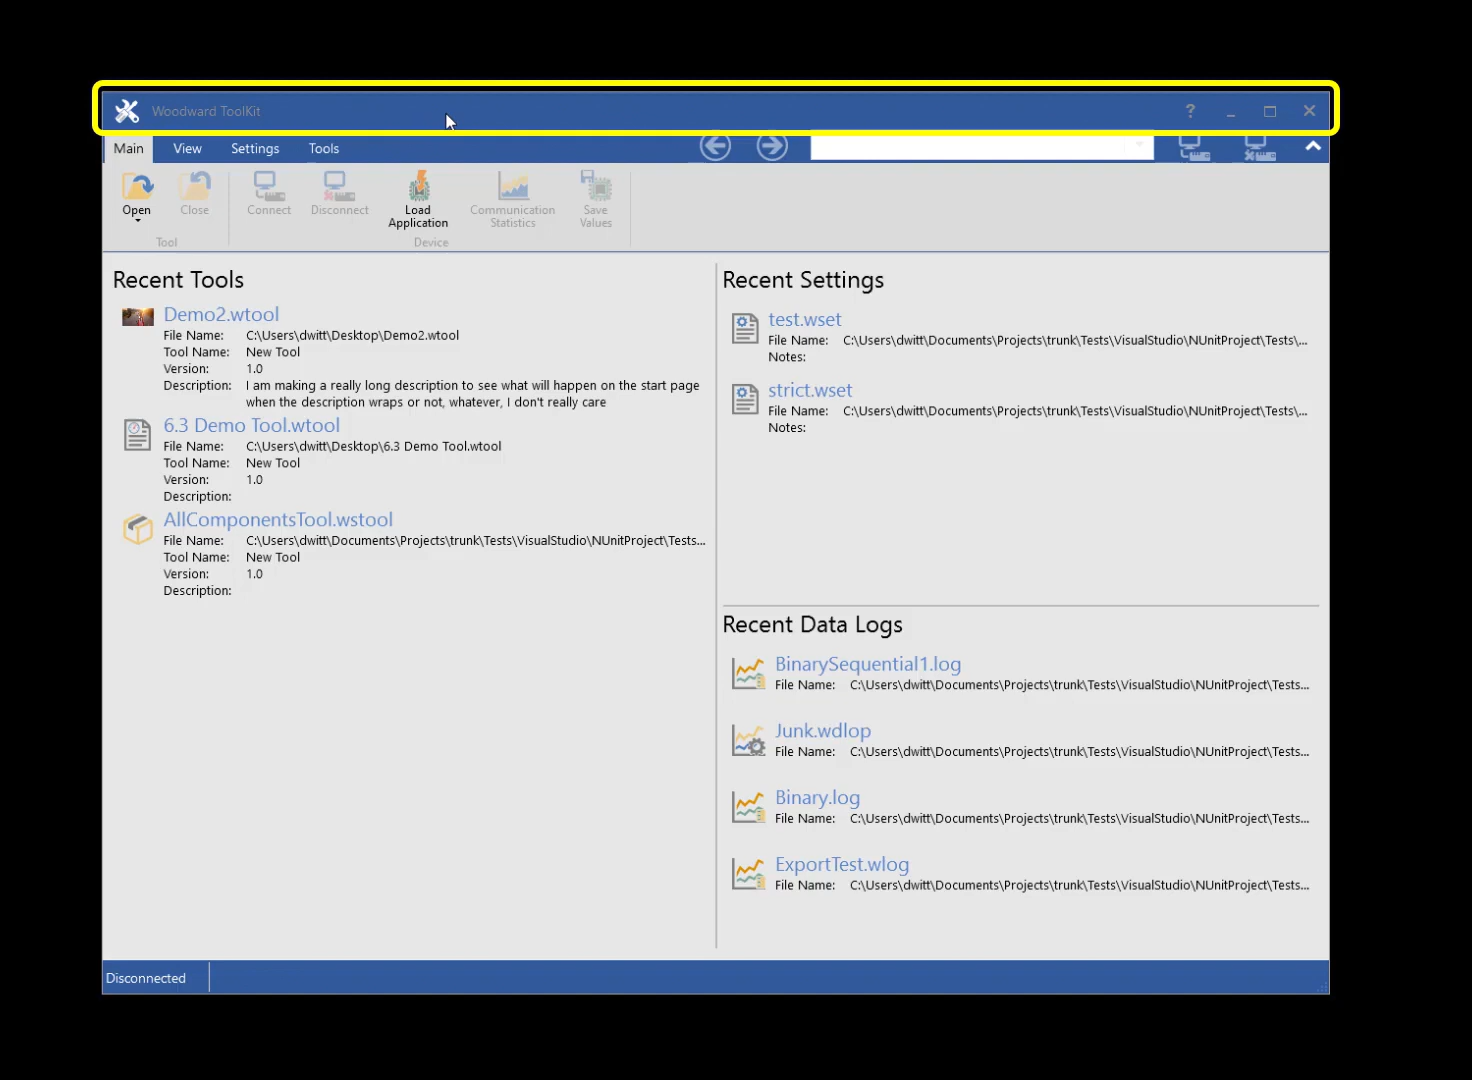 Woodward ToolKit
?
Main View Settings Tools
Open Close Connect Disconnect Load Application Communication Statistics Save Values
Tool Device
Recent Tools
Demo2.wtool
File Name: C:\Users\dwitt\Desktop\Demo2.wtool
Tool Name: New Tool
Version: 1.0
Description: I am making a really long description to see what will happen on the start page
when the description wraps or not, whatever, I don't really care
6.3 Demo Tool.wtool
File Name: C:\Users\dwitt\Desktop\6.3 Demo Tool.wtool
Tool Name: New Tool
Version: 1.0
Description:
AllComponentsTool.wstool
File Name: C:\Users\dwitt\Documents\Projects\trunk\Tests\VisualStudio\NUnitProject\Tests...
Tool Name: New Tool
Version: 1.0
Description:
Recent Settings
test.wset
File Name: C:\Users\dwitt\Documents\Projects\trunk\Tests\VisualStudio\NUnitProject\Tests\...
Notes:
strict.wset
File Name: C:\Users\dwitt\Documents\Projects\trunk\Tests\VisualStudio\NUnitProject\Tests\...
Notes:
Recent Data Logs
BinarySequential1.log
File Name: C:\Users\dwitt\Documents\Projects\trunk\Tests\VisualStudio\NUnitProject\Tests...
Junk.wdlop
File Name: C:\Users\dwitt\Documents\Projects\trunk\Tests\VisualStudio\NUnitProject\Tests...
Binary.log
File Name: C:\Users\dwitt\Documents\Projects\trunk\Tests\VisualStudio\NUnitProject\Tests...
ExportTest.wlog
File Name: C:\Users\dwitt\Documents\Projects\trunk\Tests\VisualStudio\NUnitProject\Tests...
Disconnected